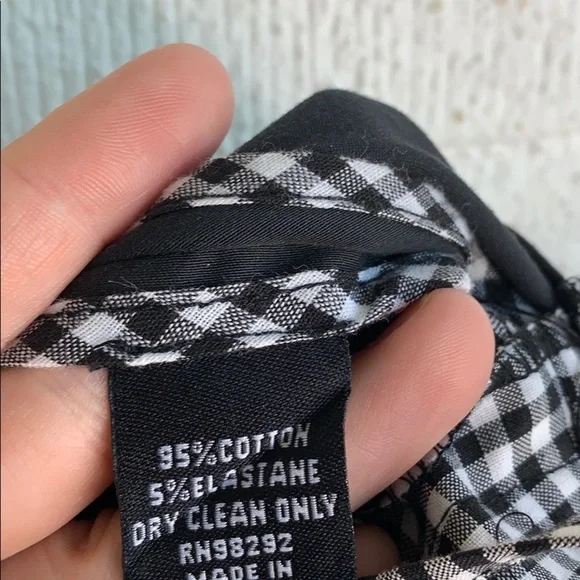 95%COTTON
5%ELASTANE
DRY CLEAN ONLY
RN98292
MADE IN